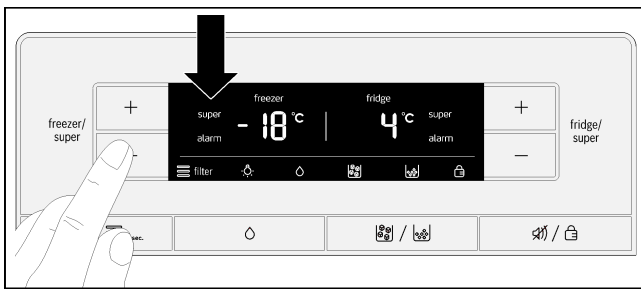 freezer/
super
+
-
freezer
super
alarm
- 18 °C
fridge
4 °C
super
alarm
filter
+
—
fridge/
super
sec.
/
/